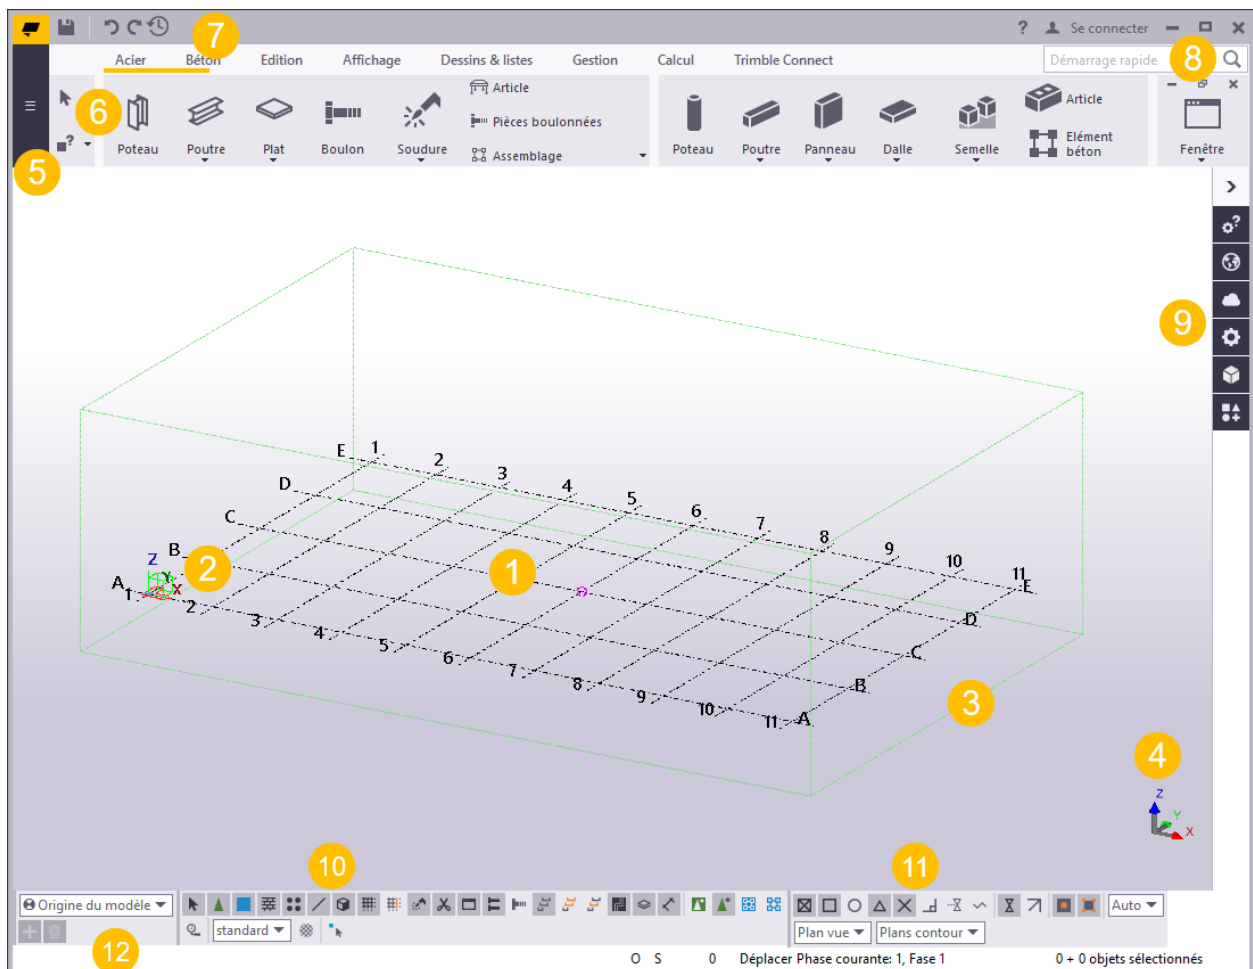 7
? Se connecter
Acier Béton Edition Affichage Dessins & listes Gestion Calcul Trimble Connect
Démarrage rapide 8
6
Poteau
Poutre
Plat
Boulon
Soudure
Article
Pièces boulonnées
Assemblage
Poteau
Poutre
Panneau
Dalle
Semelle
Article
Elément
béton
Fenêtre
?
5
?
9
E 1 2 3 4 5 6 7 8 9 10 11 E
D
C
B
A
1 2 3 4 5 6 7 8 9 10 11 A
D
C
B
Z
Y
X
2
1
3
4
Z
Y
X
10
11
Origine du modèle
Auto
standard
Plan vue
Plans contour
12
O S 0 Déplacer Phase courante: 1, Fase 1 0 + 0 objets sélectionnés